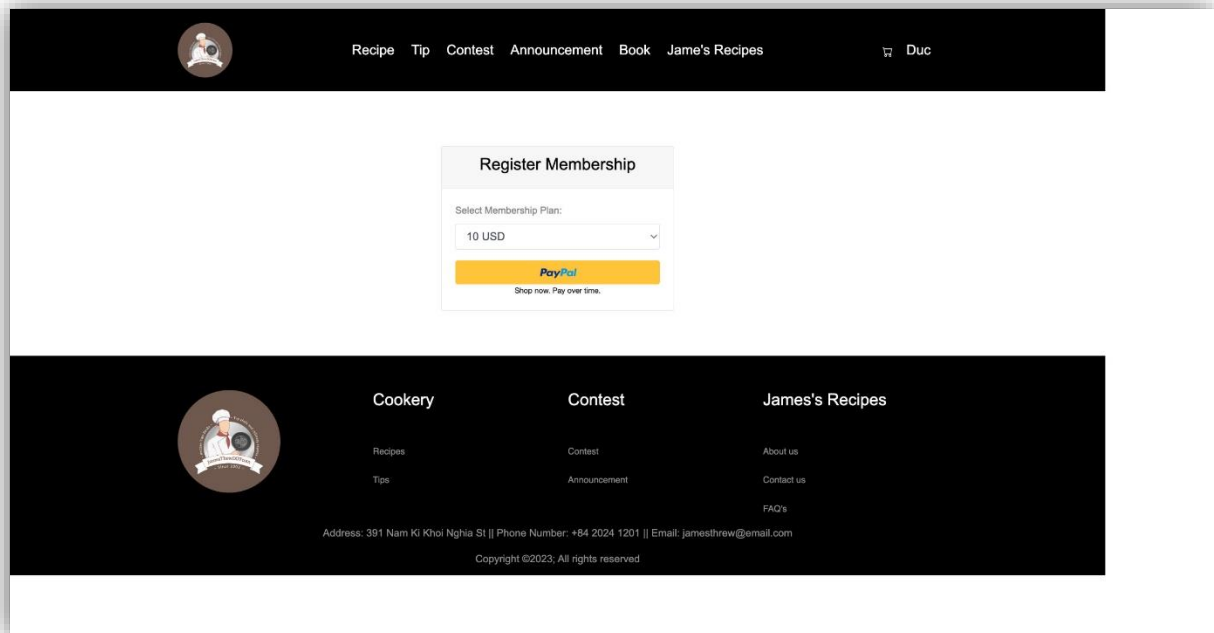 Recipe Tip Contest Announcement Book Jame's Recipes Duc
Register Membership
Select Membership Plan:
10 USD
PayPal
Shop now. Pay over time.
Cookery Contest James's Recipes
Recipes Contest About us
Tips Announcement Contact us
FAQ's
Address: 391 Nam Ki Khoi Nghia St || Phone Number: +84 2024 1201 || Email: jamesthrew@email.com
Copyright ©2023; All rights reserved